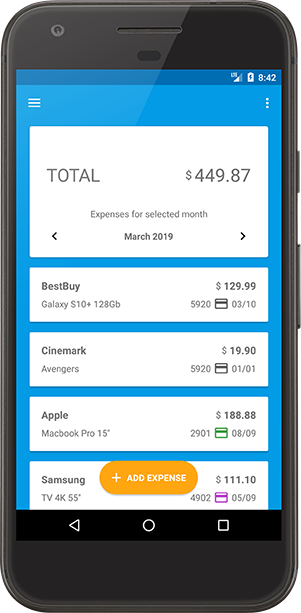 LTE 8:42
TOTAL $ 449.87
Expenses for selected month
March 2019
BestBuy $ 129.99
Galaxy S10+ 128Gb 5920 03/10
Cinemark $ 19.90
Avengers 5920 01/01
Apple $ 188.88
Macbook Pro 15" 2901 08/09
Samsung $ 111.10
+ ADD EXPENSE
TV 4K 55" 4902 05/09